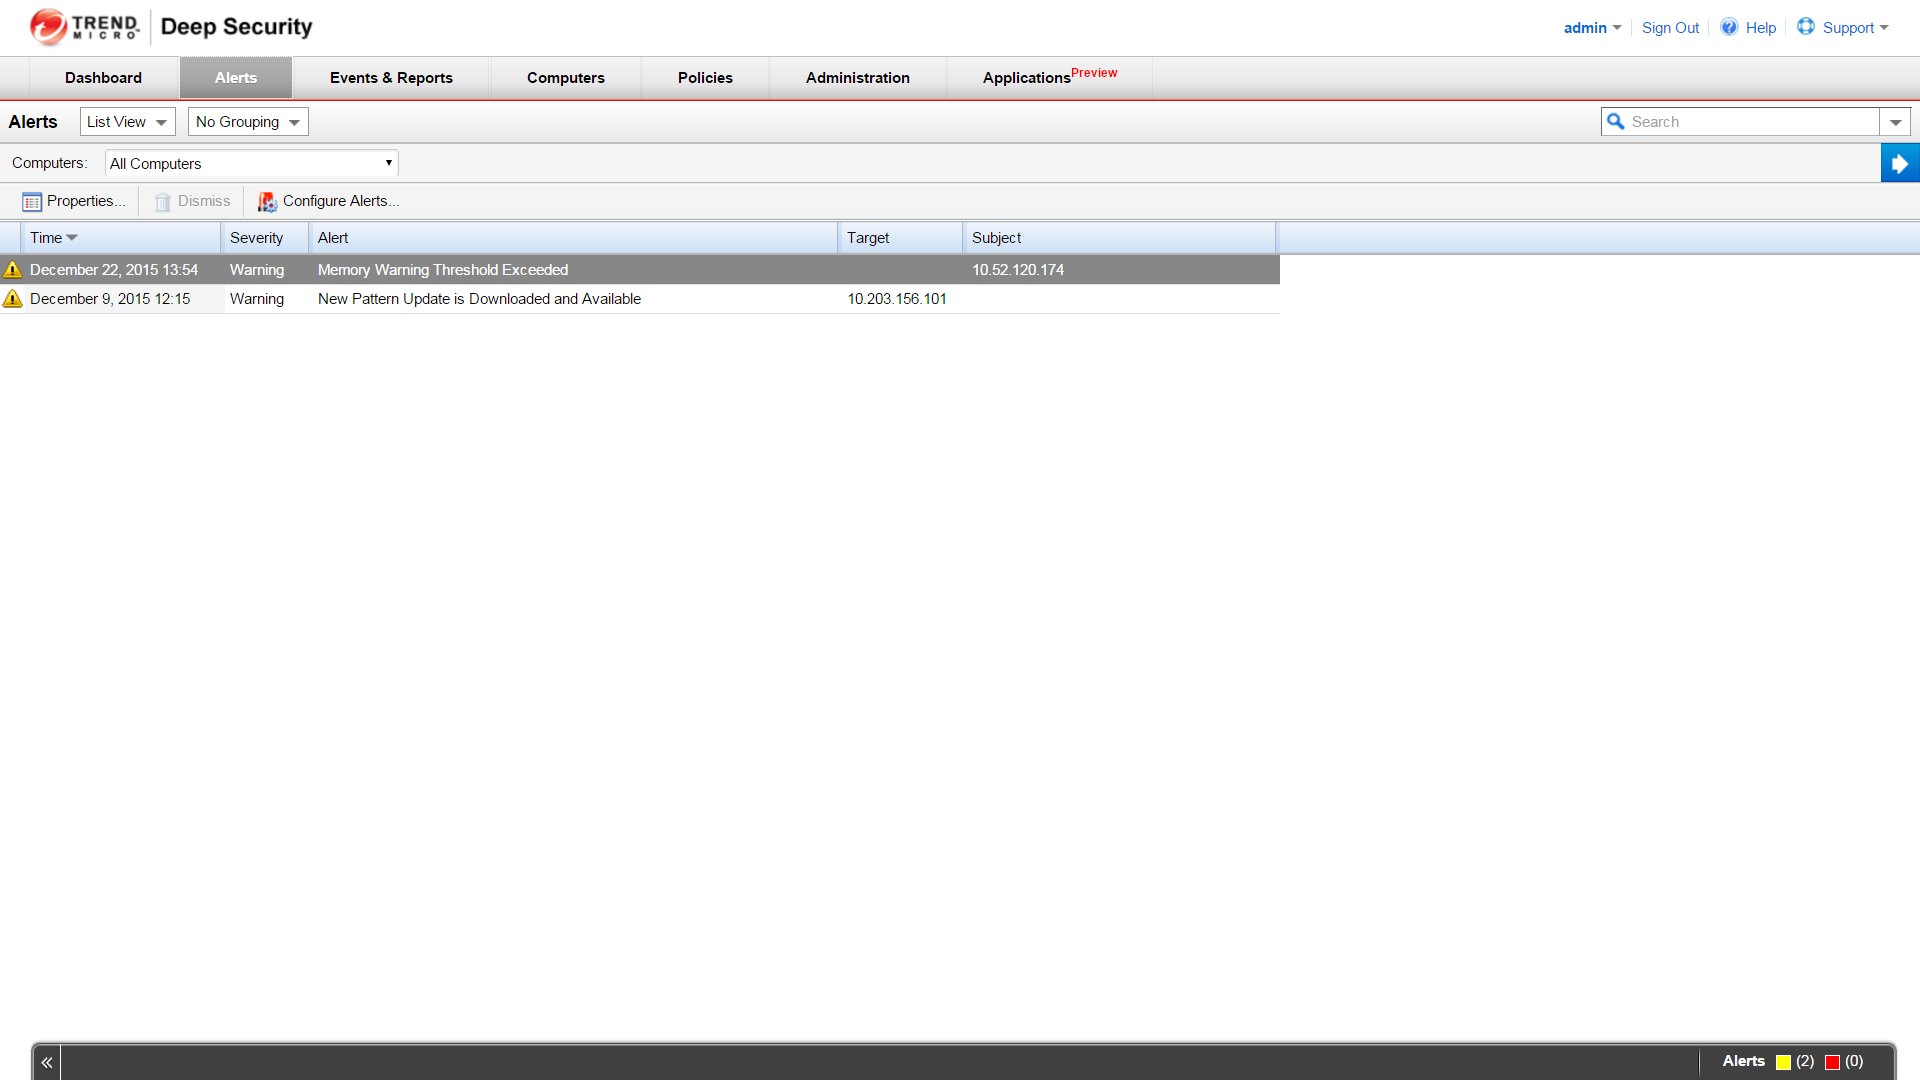 TREND MICRO Deep Security
admin Sign Out Help Support
Dashboard Alerts Events & Reports Computers Policies Administration Applications Preview
Alerts List View No Grouping Search
Computers: All Computers
Properties... Dismiss Configure Alerts...
Time Severity Alert Target Subject
December 22, 2015 13:54 Warning Memory Warning Threshold Exceeded 10.52.120.174
December 9, 2015 12:15 Warning New Pattern Update is Downloaded and Available 10.203.156.101
Alerts (2) (0)